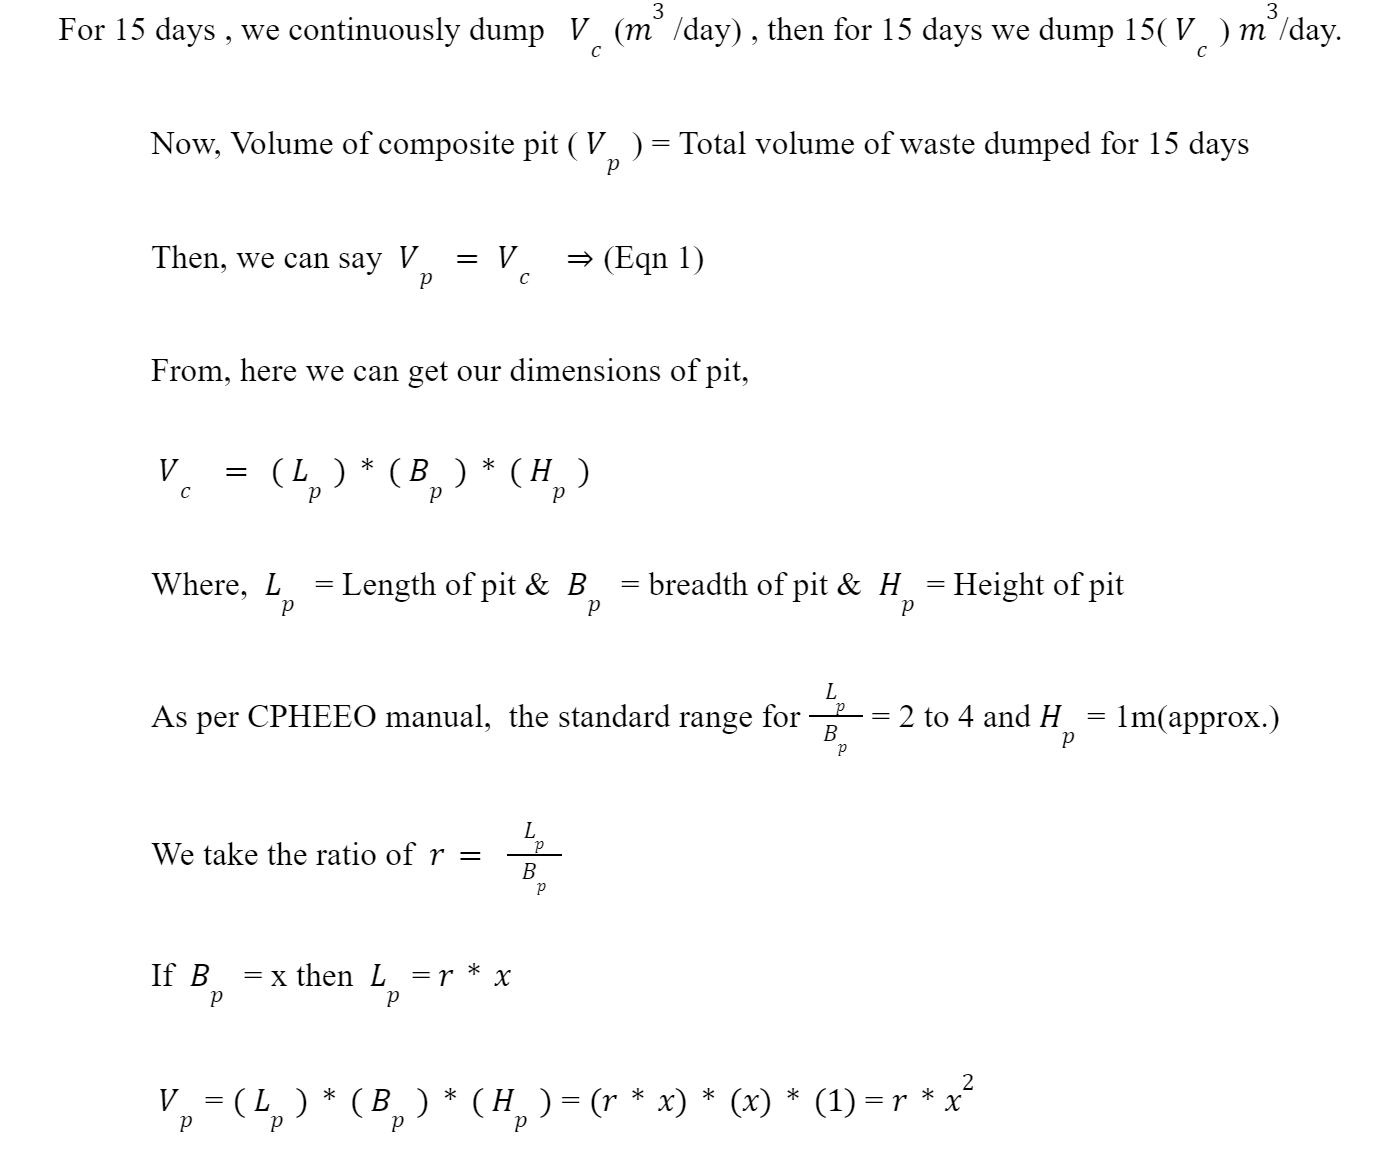 For 15 days , we continuously dump V_c (m^3 /day) , then for 15 days we dump 15( V_c ) m^3/day.
Now, Volume of composite pit ( V_p ) = Total volume of waste dumped for 15 days
Then, we can say V_p = V_c ⇒ (Eqn 1)
From, here we can get our dimensions of pit,
V_c = ( L_p ) * ( B_p ) * ( H_p )
Where, L_p = Length of pit & B_p = breadth of pit & H_p = Height of pit
As per CPHEEO manual, the standard range for L_p/B_p = 2 to 4 and H_p = 1m(approx.)
We take the ratio of r = L_p/B_p
If B_p = x then L_p = r * x
V_p = ( L_p ) * ( B_p ) * ( H_p ) = (r * x) * (x) * (1) = r * x^2